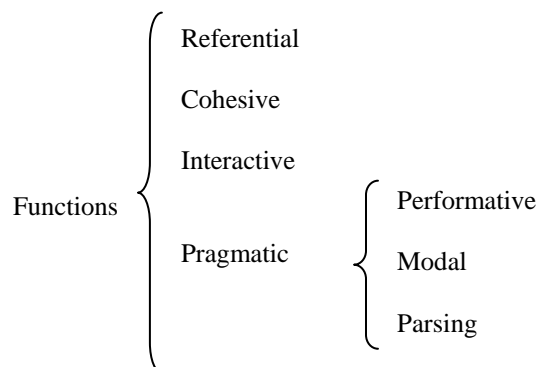 Referential
Cohesive
Interactive
Functions
Pragmatic
Performative
Modal
Parsing